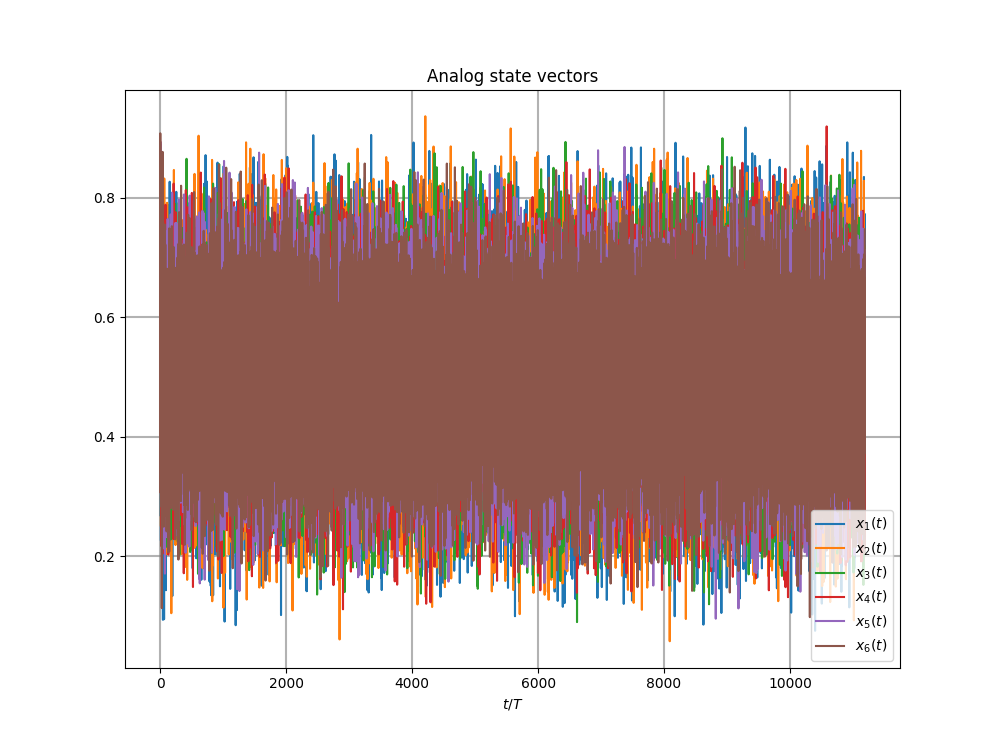 Analog state vectors
0.8
0.6
0.4
0.2
0
2000
4000
6000
8000
10000
t/T
x₁(t)
x₂(t)
x₃(t)
x₄(t)
x₅(t)
x₆(t)